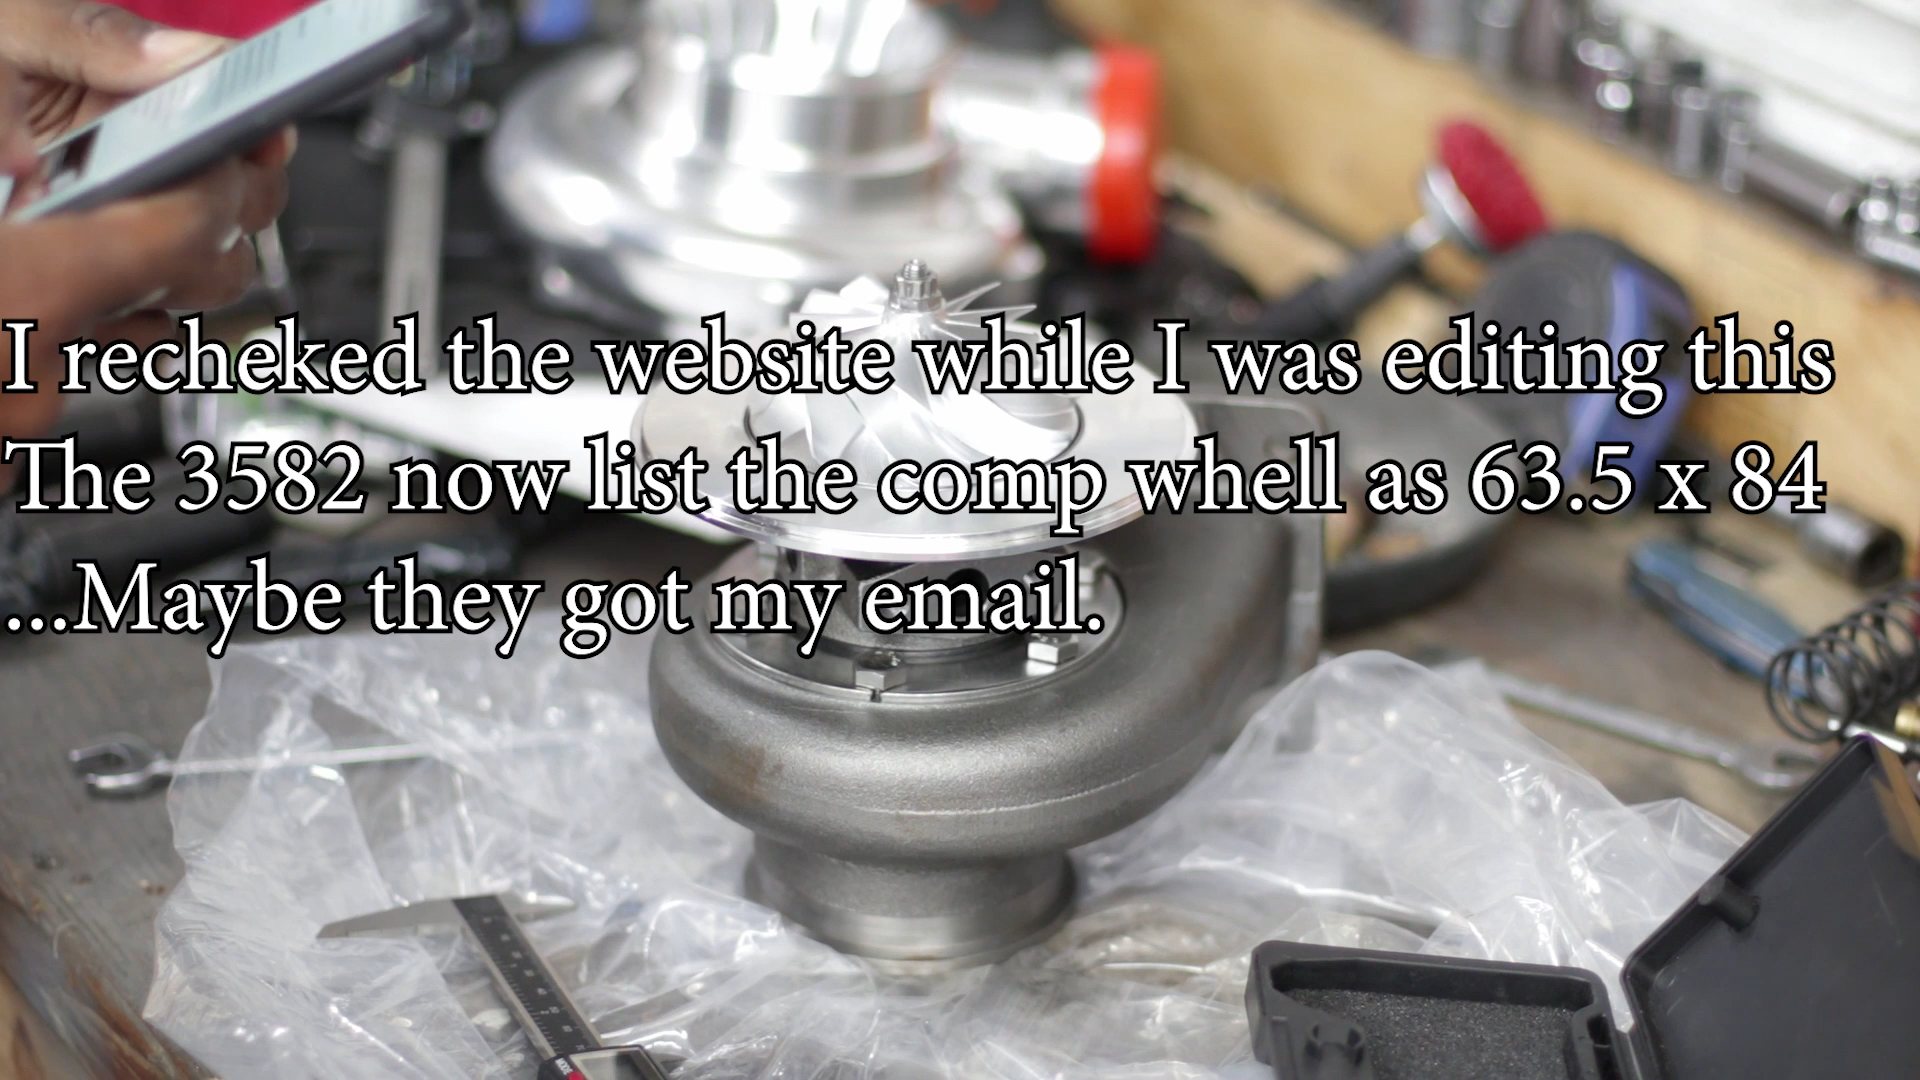 I recheked the website while I was editing this
The 3582 now list the comp whell as 63.5 x 84
...Maybe they got my email.